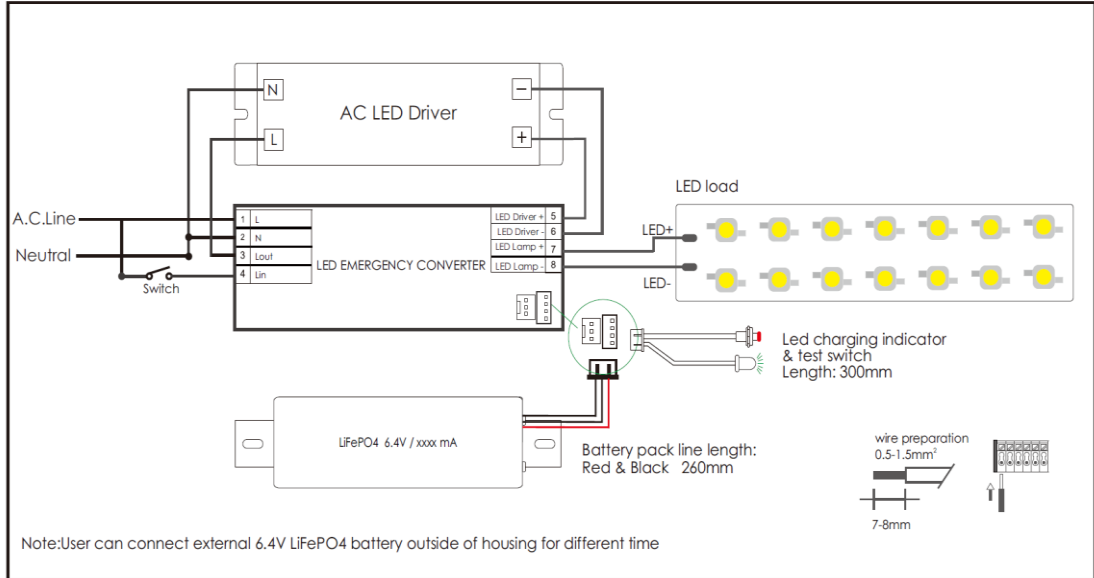 N
AC LED Driver
−
L
+
LED load
A.C.Line
Neutral
Switch
1 L
2 N
3 Lout
4 Lin
LED EMERGENCY CONVERTER
LED Driver + 5
LED Driver - 6
LED Lamp + 7
LED Lamp - 8
LED+
LED-
Led charging indicator
& test switch
Length: 300mm
LiFePO4 6.4V / xxxx mA
Battery pack line length:
Red & Black 260mm
wire preparation
0.5-1.5mm²
7-8mm
Note:User can connect external 6.4V LiFePO4 battery outside of housing for different time